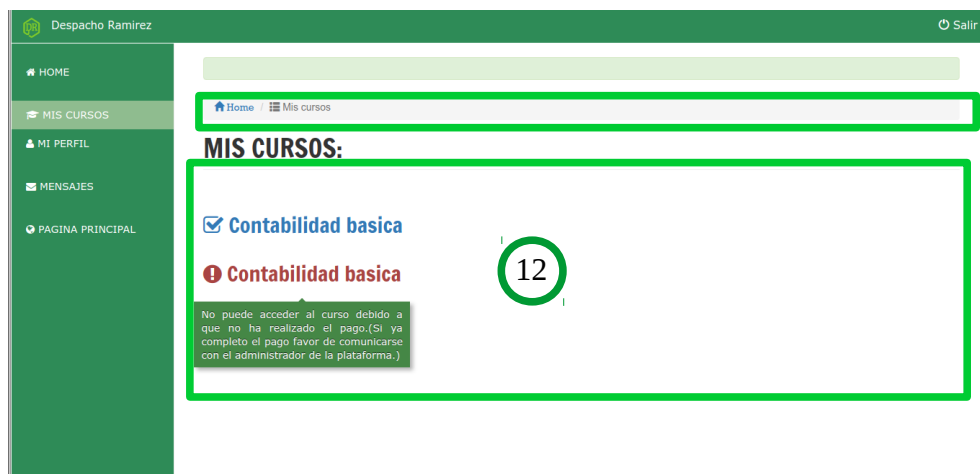 DR Despacho Ramirez
Salir
HOME
MIS CURSOS
MI PERFIL
MENSAJES
PAGINA PRINCIPAL
Home / Mis cursos
MIS CURSOS:
Contabilidad basica
Contabilidad basica
12
No puede acceder al curso debido a
que no ha realizado el pago.(Si ya
completo el pago favor de comunicarse
con el administrador de la plataforma.)